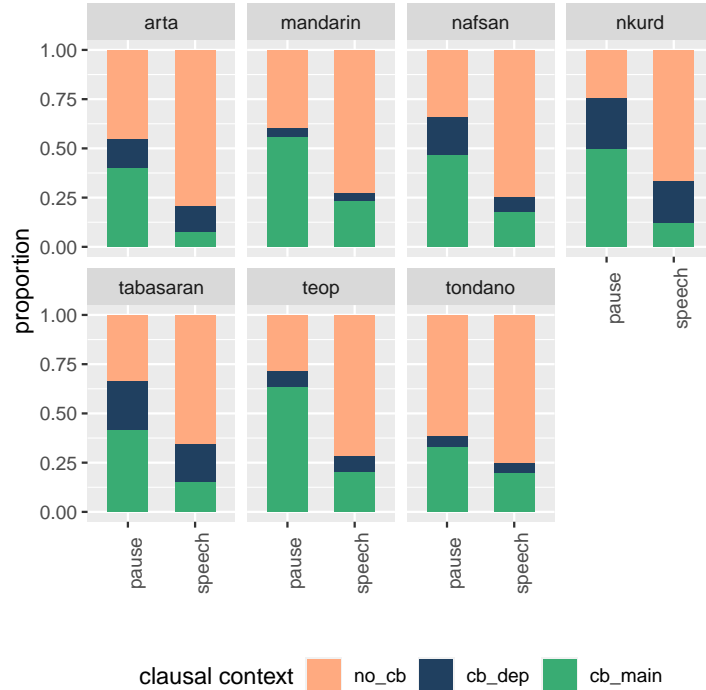 arta mandarin nafsan nkurd
1.00
0.75
0.50
0.25
0.00
pause speech
tabasaran teop tondano
1.00
0.75
0.50
0.25
0.00
pause speech pause speech pause speech
proportion
clausal context no_cb cb_dep cb_main